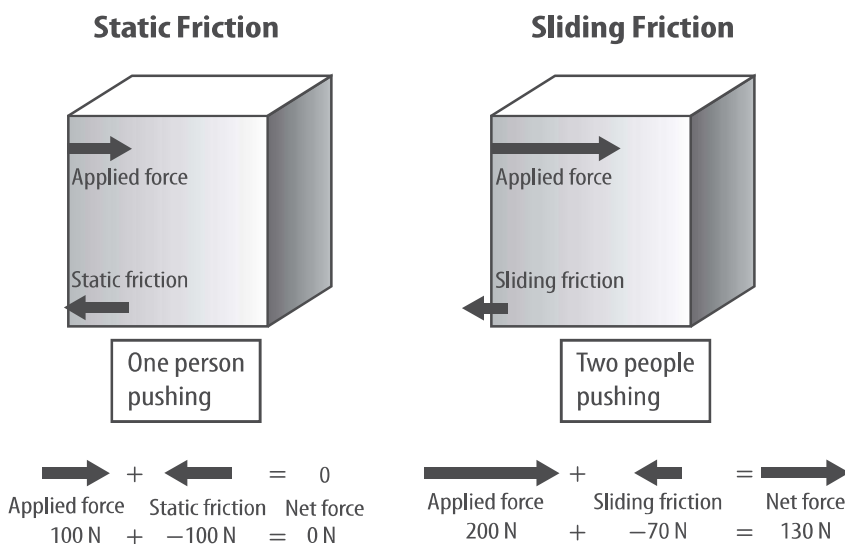 Static Friction
Applied force
Static friction
One person
pushing
+ = 0
Applied force Static friction Net force
100 N + −100 N = 0 N
Sliding Friction
Applied force
Sliding friction
Two people
pushing
+ =
Applied force Sliding friction Net force
200 N + −70 N = 130 N